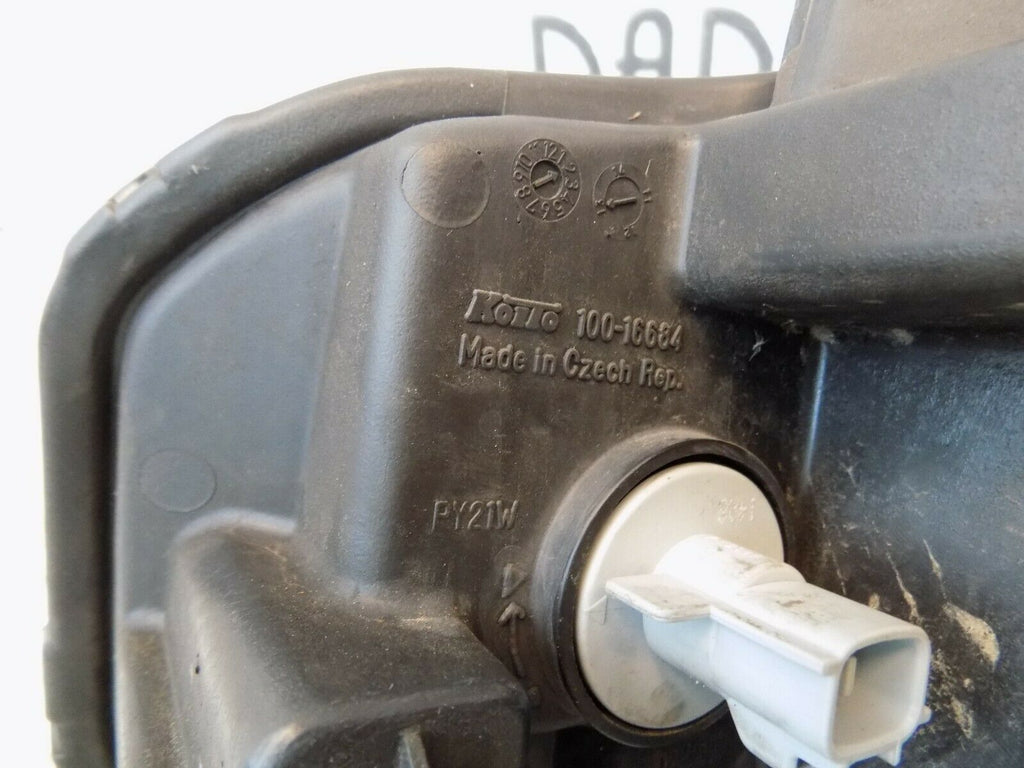 DAD
KOITO 100-16684
Made in Czech Rep.
PY21W